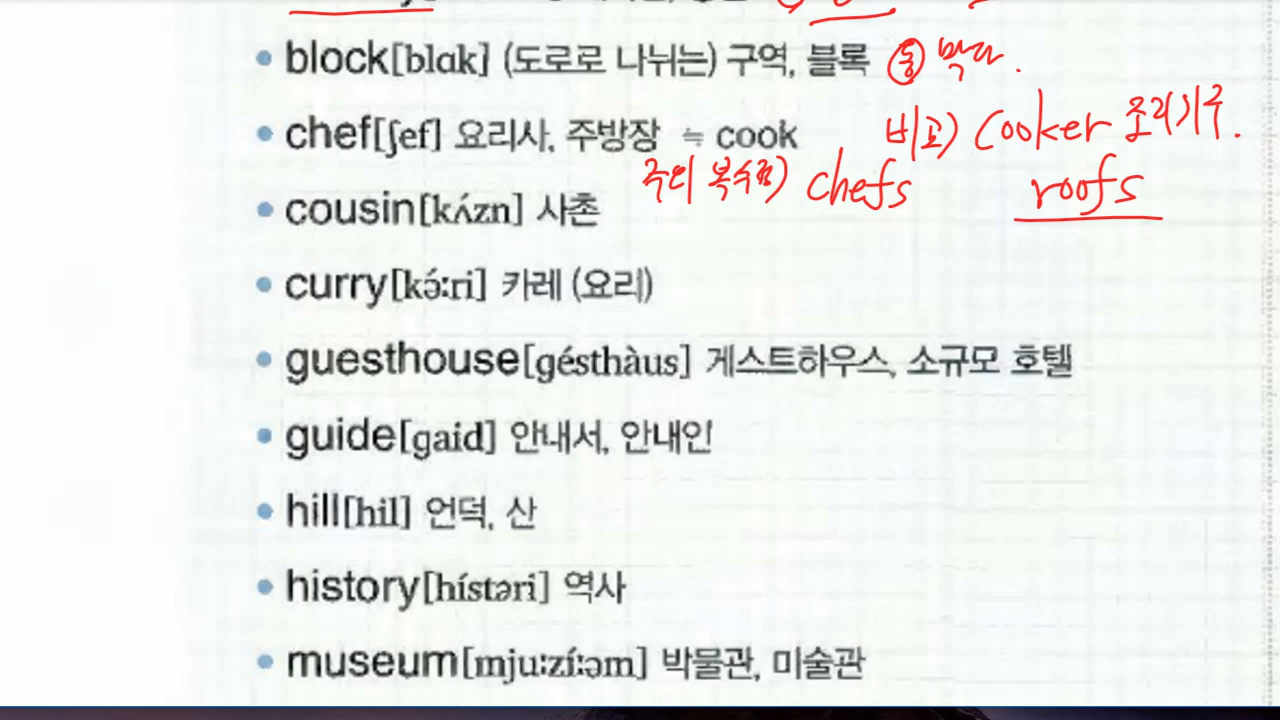 block[blɑk] (도로로 나뉘는) 구역, 블록 동 막다.
chef[ʃef] 요리사, 주방장 ≒ cook 비교) Cooker 조리기구.
주의 복수형) chefs roofs
cousin[kʌ́zn] 사촌
curry[kə́ːri] 카레 (요리)
guesthouse[gésthàus] 게스트하우스, 소규모 호텔
guide[gaid] 안내서, 안내인
hill[hil] 언덕, 산
history[hístəri] 역사
museum[mjuːzíːəm] 박물관, 미술관